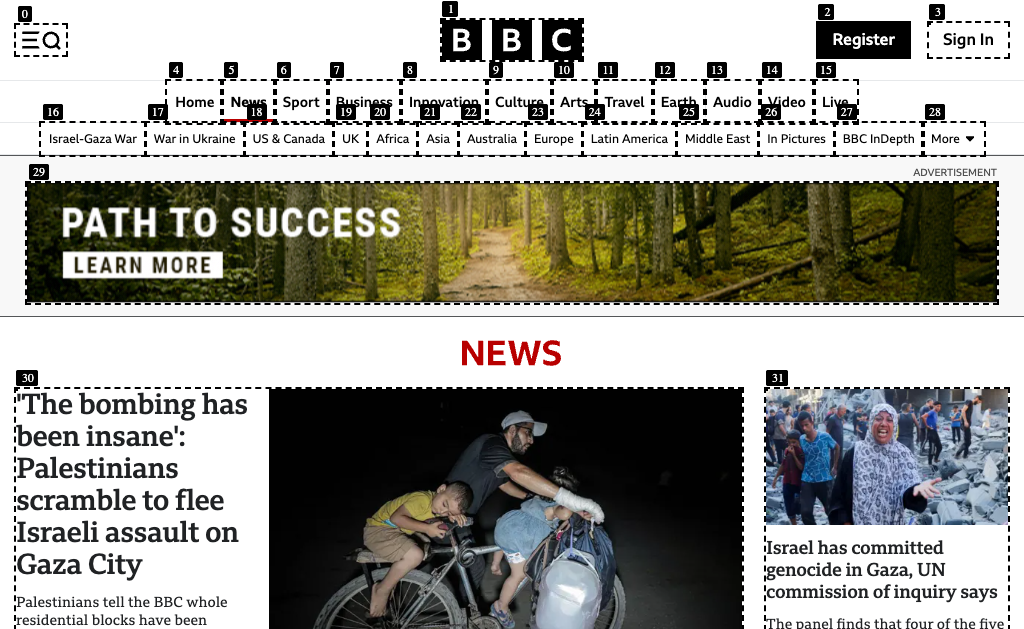 0
1
2
3
BBC
Register
Sign In
4
5
6
7
8
9
10
11
12
13
14
15
Home
News
Sport
Business
Innovation
Culture
Arts
Travel
Earth
Audio
Video
Live
16
17
18
19
20
21
22
23
24
25
26
27
28
Israel-Gaza War
War in Ukraine
US & Canada
UK
Africa
Asia
Australia
Europe
Latin America
Middle East
In Pictures
BBC InDepth
More
29
ADVERTISEMENT
PATH TO SUCCESS
LEARN MORE
NEWS
30
'The bombing has
been insane':
Palestinians
scramble to flee
Israeli assault on
Gaza City
Palestinians tell the BBC whole
residential blocks have been
31
Israel has committed
genocide in Gaza, UN
commission of inquiry says
The panel finds that four of the five